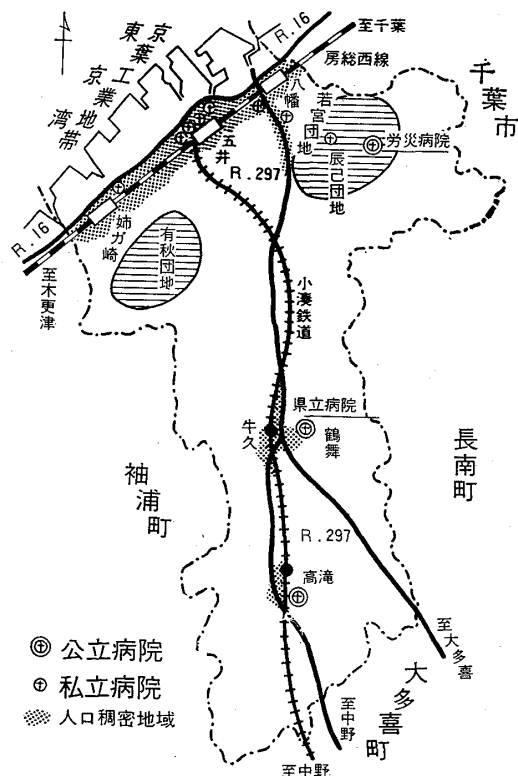 至千葉
房総西線
R.16
京葉工業地帯
東京湾
千葉市
八幡
若宮団地
辰己団地
労災病院
五井
R.297
姉ガ崎
R.16
有秋団地
至木更津
小湊鉄道
県立病院
牛久
鶴舞
長南町
袖浦町
R.297
高滝
至大多喜
大多喜町
至中野
至中野
公立病院
私立病院
人口稠密地域